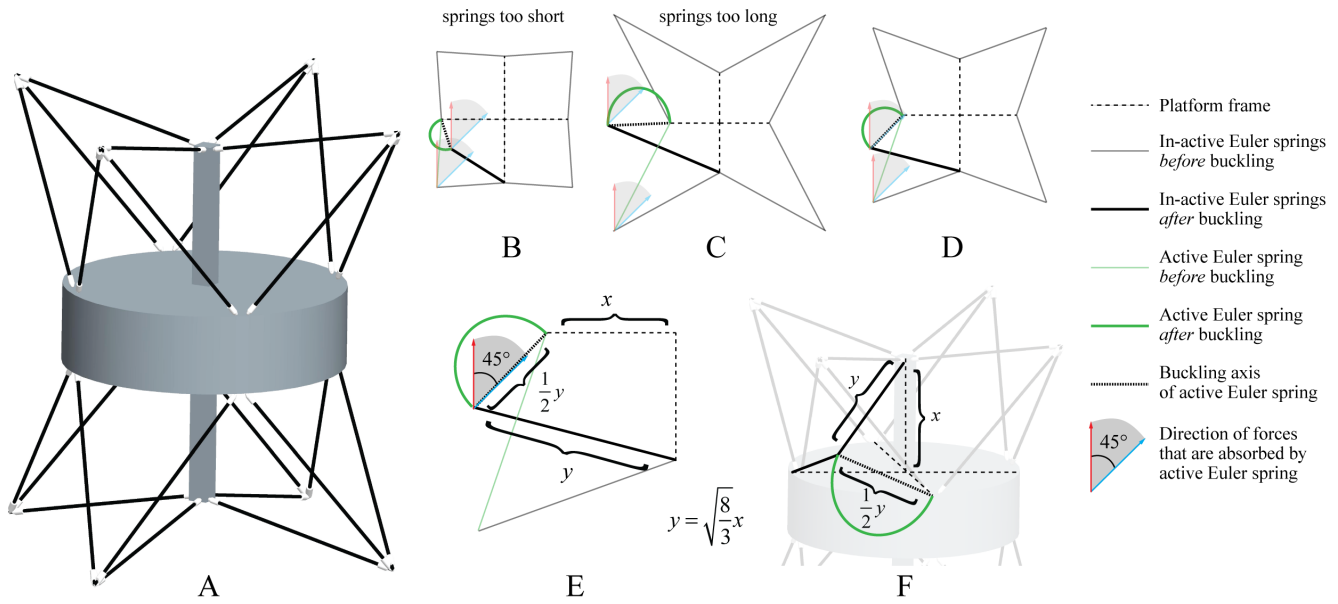 springs too short
springs too long
A
B
C
D
x
45°
1/2 y
y
y = √(8/3) x
E
y
x
1/2 y
F
Platform frame
In-active Euler springs
before buckling
In-active Euler springs
after buckling
Active Euler spring
before buckling
Active Euler spring
after buckling
Buckling axis
of active Euler spring
45°
Direction of forces
that are absorbed by
active Euler spring